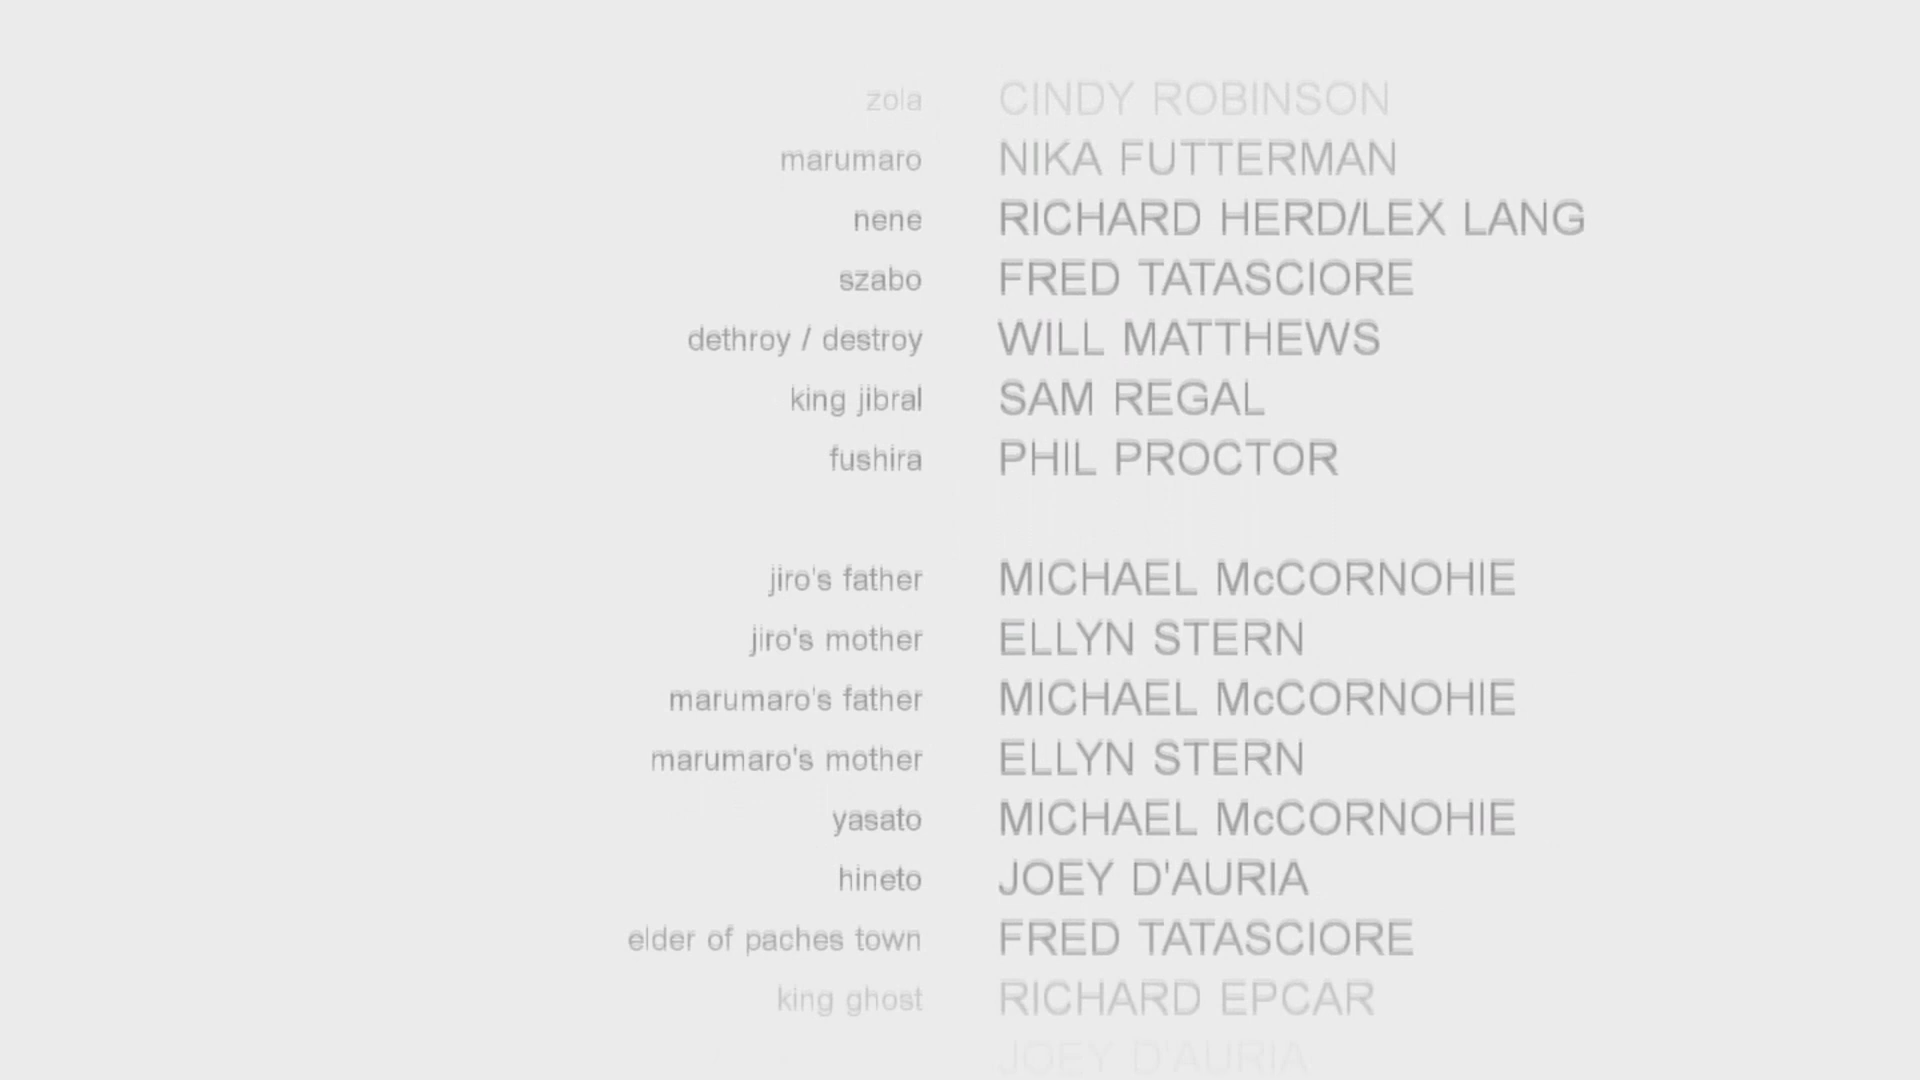 zola CINDY ROBINSON
marumaro NIKA FUTTERMAN
nene RICHARD HERD/LEX LANG
szabo FRED TATASCIORE
dethroy / destroy WILL MATTHEWS
king jibral SAM REGAL
fushira PHIL PROCTOR
jiro's father MICHAEL McCORNOHIE
jiro's mother ELLYN STERN
marumaro's father MICHAEL McCORNOHIE
marumaro's mother ELLYN STERN
yasato MICHAEL McCORNOHIE
hineto JOEY D'AURIA
elder of paches town FRED TATASCIORE
king ghost RICHARD EPCAR
JOEY D'AURIA